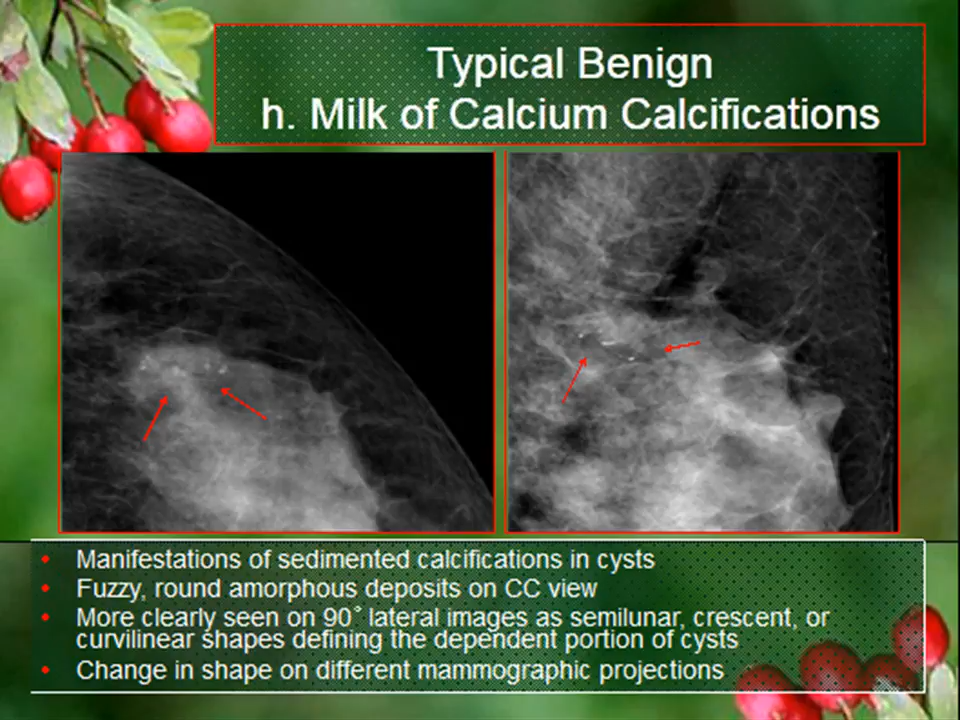 Typical Benign
h. Milk of Calcium Calcifications
• Manifestations of sedimented calcifications in cysts
• Fuzzy, round amorphous deposits on CC view
• More clearly seen on 90˚ lateral images as semilunar, crescent, or
curvilinear shapes defining the dependent portion of cysts
• Change in shape on different mammographic projections